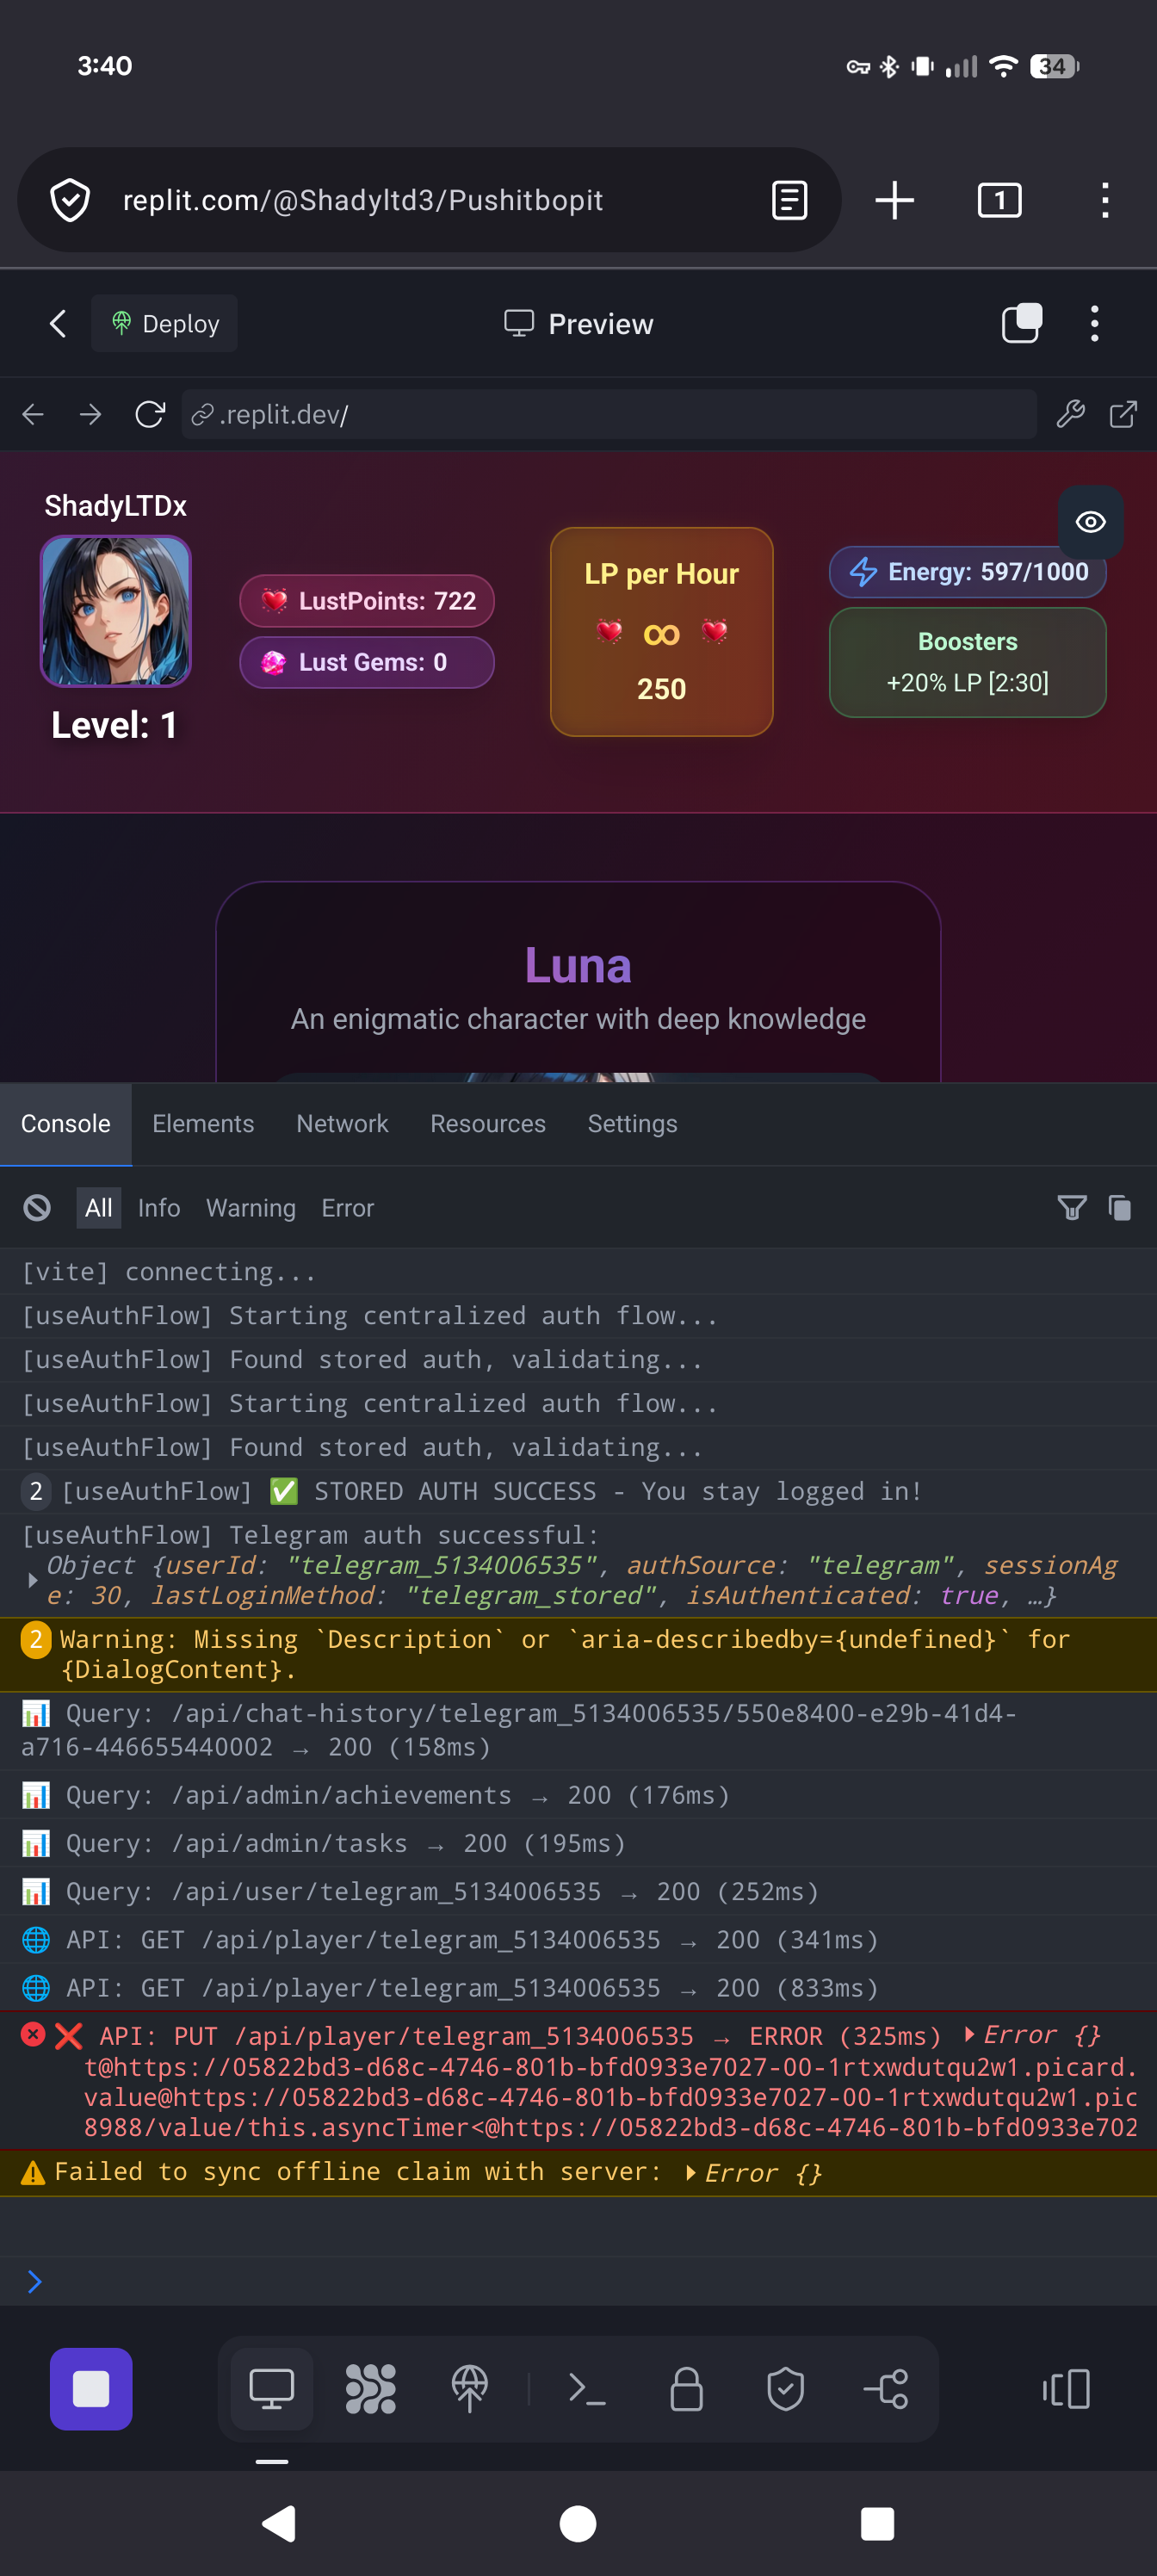 3:40
34
replit.com/@Shadyltd3/Pushitbopit
1
Deploy
Preview
.replit.dev/
ShadyLTDx
Level: 1
LustPoints: 722
Lust Gems: 0
LP per Hour
∞
250
Energy: 597/1000
Boosters
+20% LP [2:30]
Luna
An enigmatic character with deep knowledge
Console Elements Network Resources Settings
All Info Warning Error
[vite] connecting...
[useAuthFlow] Starting centralized auth flow...
[useAuthFlow] Found stored auth, validating...
[useAuthFlow] Starting centralized auth flow...
[useAuthFlow] Found stored auth, validating...
2 [useAuthFlow] ✅ STORED AUTH SUCCESS - You stay logged in!
[useAuthFlow] Telegram auth successful:
Object {userId: "telegram_5134006535", authSource: "telegram", sessionAg
e: 30, lastLoginMethod: "telegram_stored", isAuthenticated: true, …}
2 Warning: Missing `Description` or `aria-describedby={undefined}` for
{DialogContent}.
📊 Query: /api/chat-history/telegram_5134006535/550e8400-e29b-41d4-
a716-446655440002 → 200 (158ms)
📊 Query: /api/admin/achievements → 200 (176ms)
📊 Query: /api/admin/tasks → 200 (195ms)
📊 Query: /api/user/telegram_5134006535 → 200 (252ms)
🌐 API: GET /api/player/telegram_5134006535 → 200 (341ms)
🌐 API: GET /api/player/telegram_5134006535 → 200 (833ms)
❌ API: PUT /api/player/telegram_5134006535 → ERROR (325ms) Error {}
t@https://05822bd3-d68c-4746-801b-bfd0933e7027-00-1rtxwdutqu2w1.picard.
value@https://05822bd3-d68c-4746-801b-bfd0933e7027-00-1rtxwdutqu2w1.pic
8988/value/this.asyncTimer<@https://05822bd3-d68c-4746-801b-bfd0933e702
Failed to sync offline claim with server: Error {}